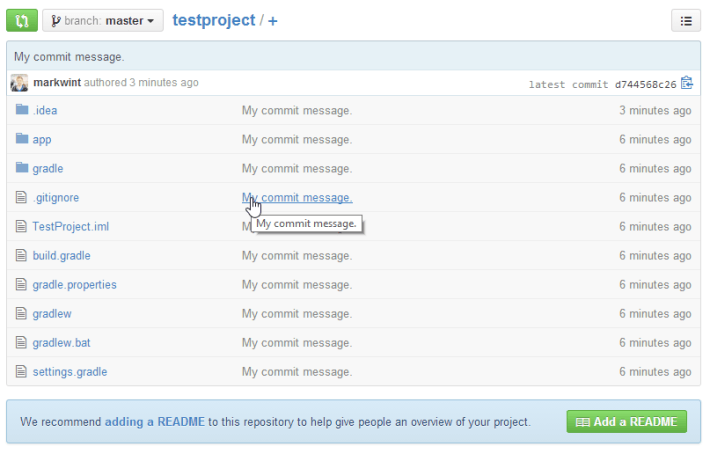 branch: master testproject / +
My commit message.
markwint authored 3 minutes ago latest commit d744568c26
.idea My commit message. 3 minutes ago
app My commit message. 6 minutes ago
gradle My commit message. 6 minutes ago
.gitignore My commit message. 6 minutes ago
My commit message.
TestProject.iml 6 minutes ago
build.gradle My commit message. 6 minutes ago
gradle.properties My commit message. 6 minutes ago
gradlew My commit message. 6 minutes ago
gradlew.bat My commit message. 6 minutes ago
settings.gradle My commit message. 6 minutes ago
We recommend adding a README to this repository to help give people an overview of your project. Add a README